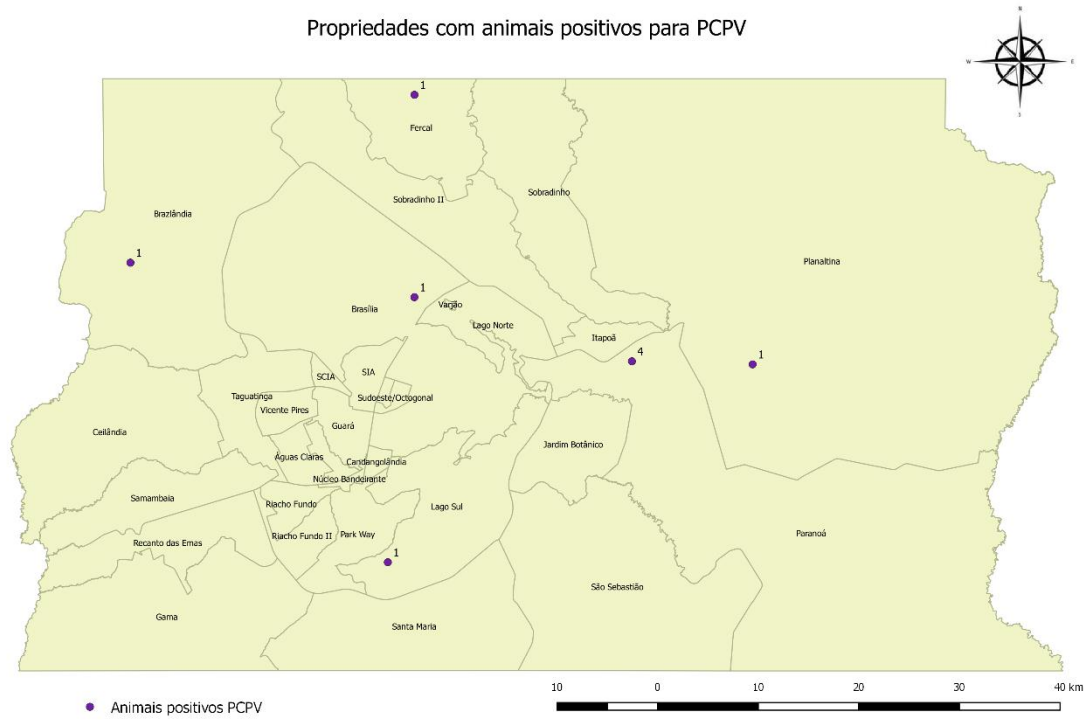 Propriedades com animais positivos para PCPV
N
W
E
S
1
Fercal
Sobradinho
Sobradinho II
Brazlândia
1
Planaltina
1
Brasília
Varjão
Lago Norte
Itapoã
4
1
SCIA
SIA
Taguatinga
Sudoeste/Octogonal
Vicente Pires
Guará
Ceilândia
Jardim Botânico
Águas Claras
Candangolândia
Núcleo Bandeirante
Samambaia
Riacho Fundo
Lago Sul
Riacho Fundo II
Park Way
Paranoá
Recanto das Emas
1
São Sebastião
Gama
Santa Maria
10 0 10 20 30 40 km
Animais positivos PCPV